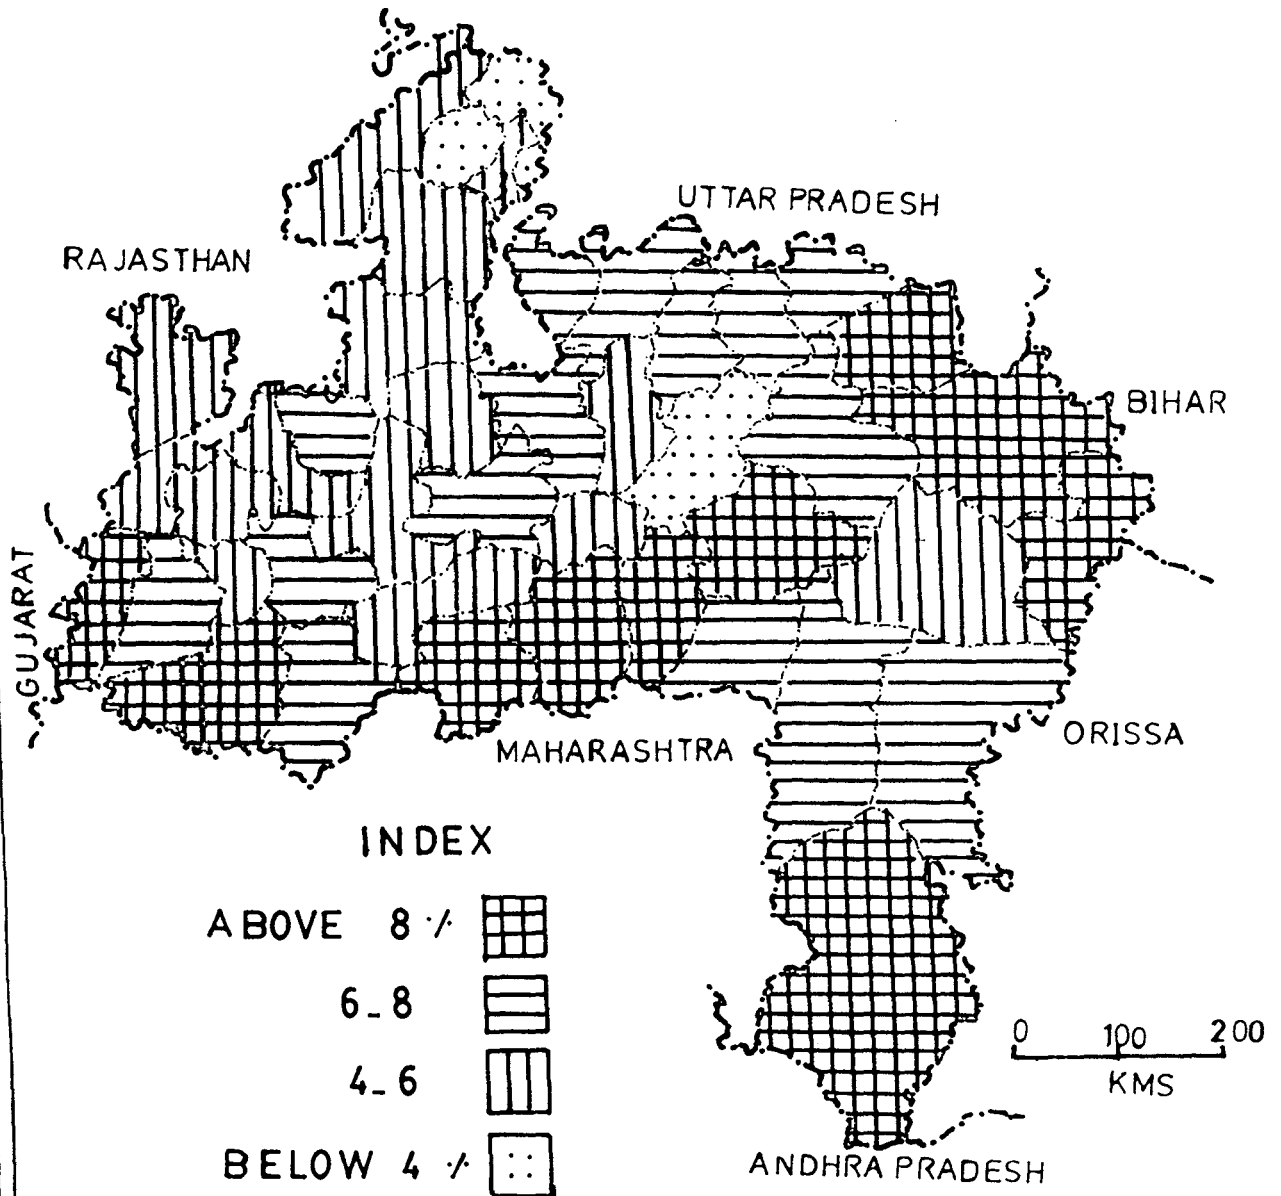 UTTAR PRADESH
RAJASTHAN
BIHAR
GUJARAT
ORISSA
MAHARASHTRA
INDEX
ABOVE 8 ·/·
6_8
4_6
BELOW 4 ·/·
0 100 200
KMS
ANDHRA PRADESH